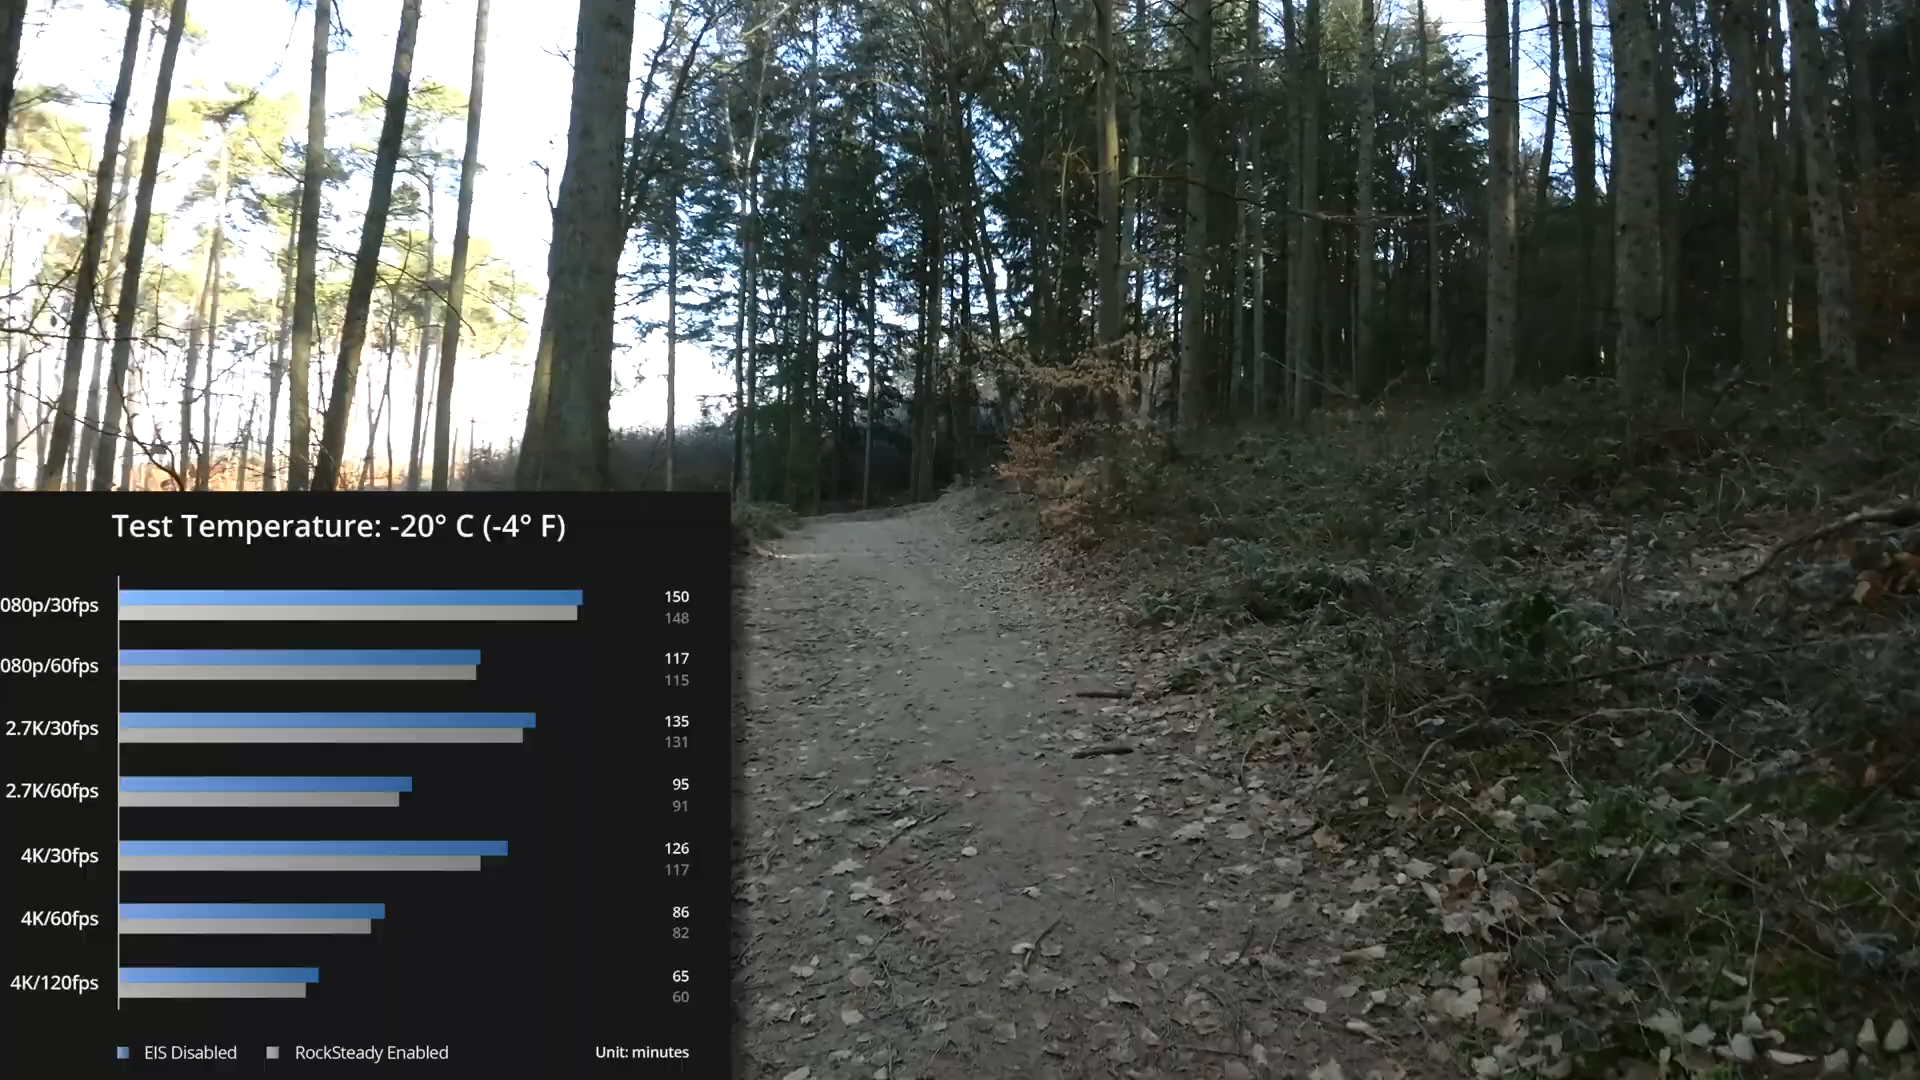 Test Temperature: -20° C (-4° F)
080p/30fps 150
148
080p/60fps 117
115
2.7K/30fps 135
131
2.7K/60fps 95
91
4K/30fps 126
117
4K/60fps 86
82
4K/120fps 65
60
EIS Disabled RockSteady Enabled Unit: minutes